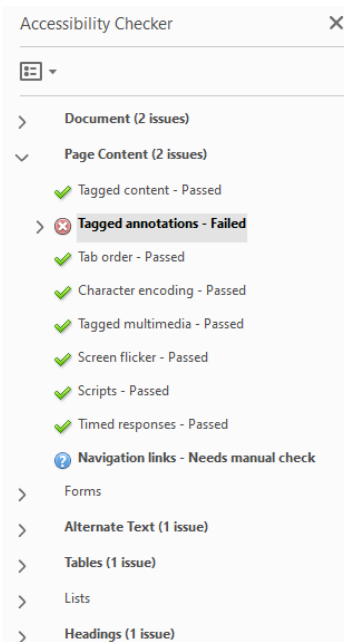 Accessibility Checker
Document (2 issues)
Page Content (2 issues)
Tagged content - Passed
Tagged annotations - Failed
Tab order - Passed
Character encoding - Passed
Tagged multimedia - Passed
Screen flicker - Passed
Scripts - Passed
Timed responses - Passed
Navigation links - Needs manual check
Forms
Alternate Text (1 issue)
Tables (1 issue)
Lists
Headings (1 issue)